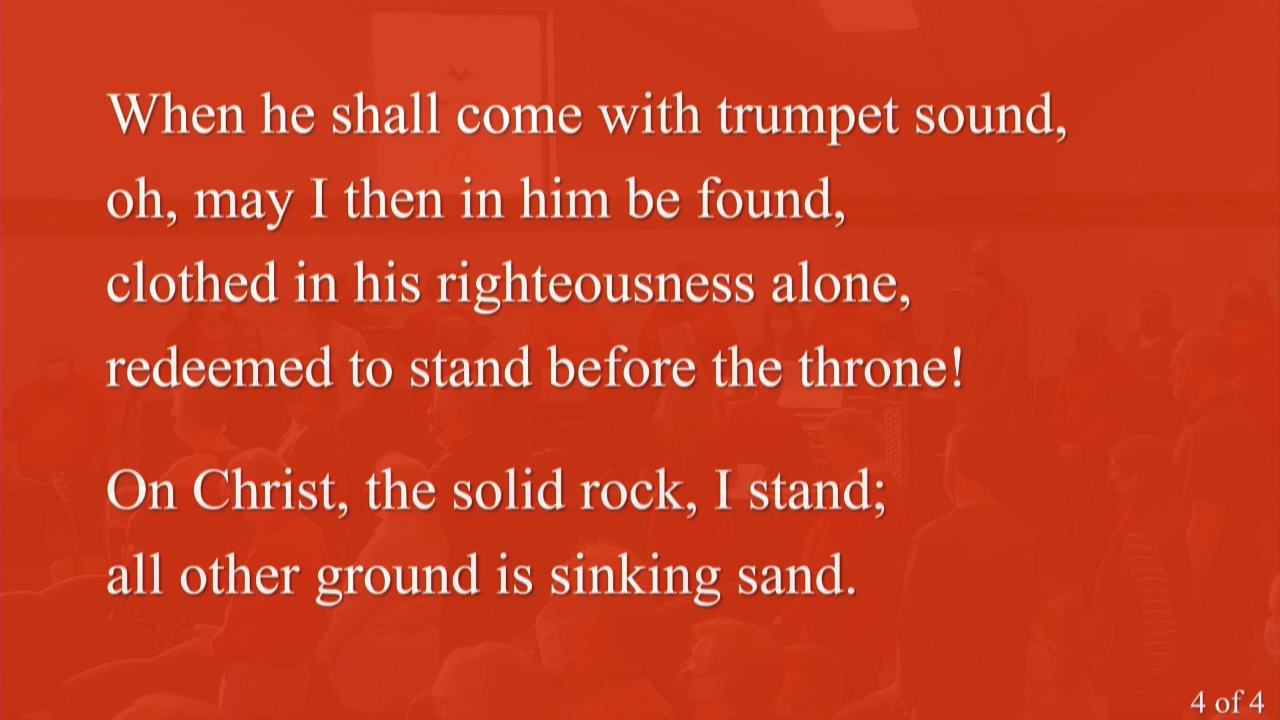 When he shall come with trumpet sound,
oh, may I then in him be found,
clothed in his righteousness alone,
redeemed to stand before the throne!
On Christ, the solid rock, I stand;
all other ground is sinking sand.
4 of 4